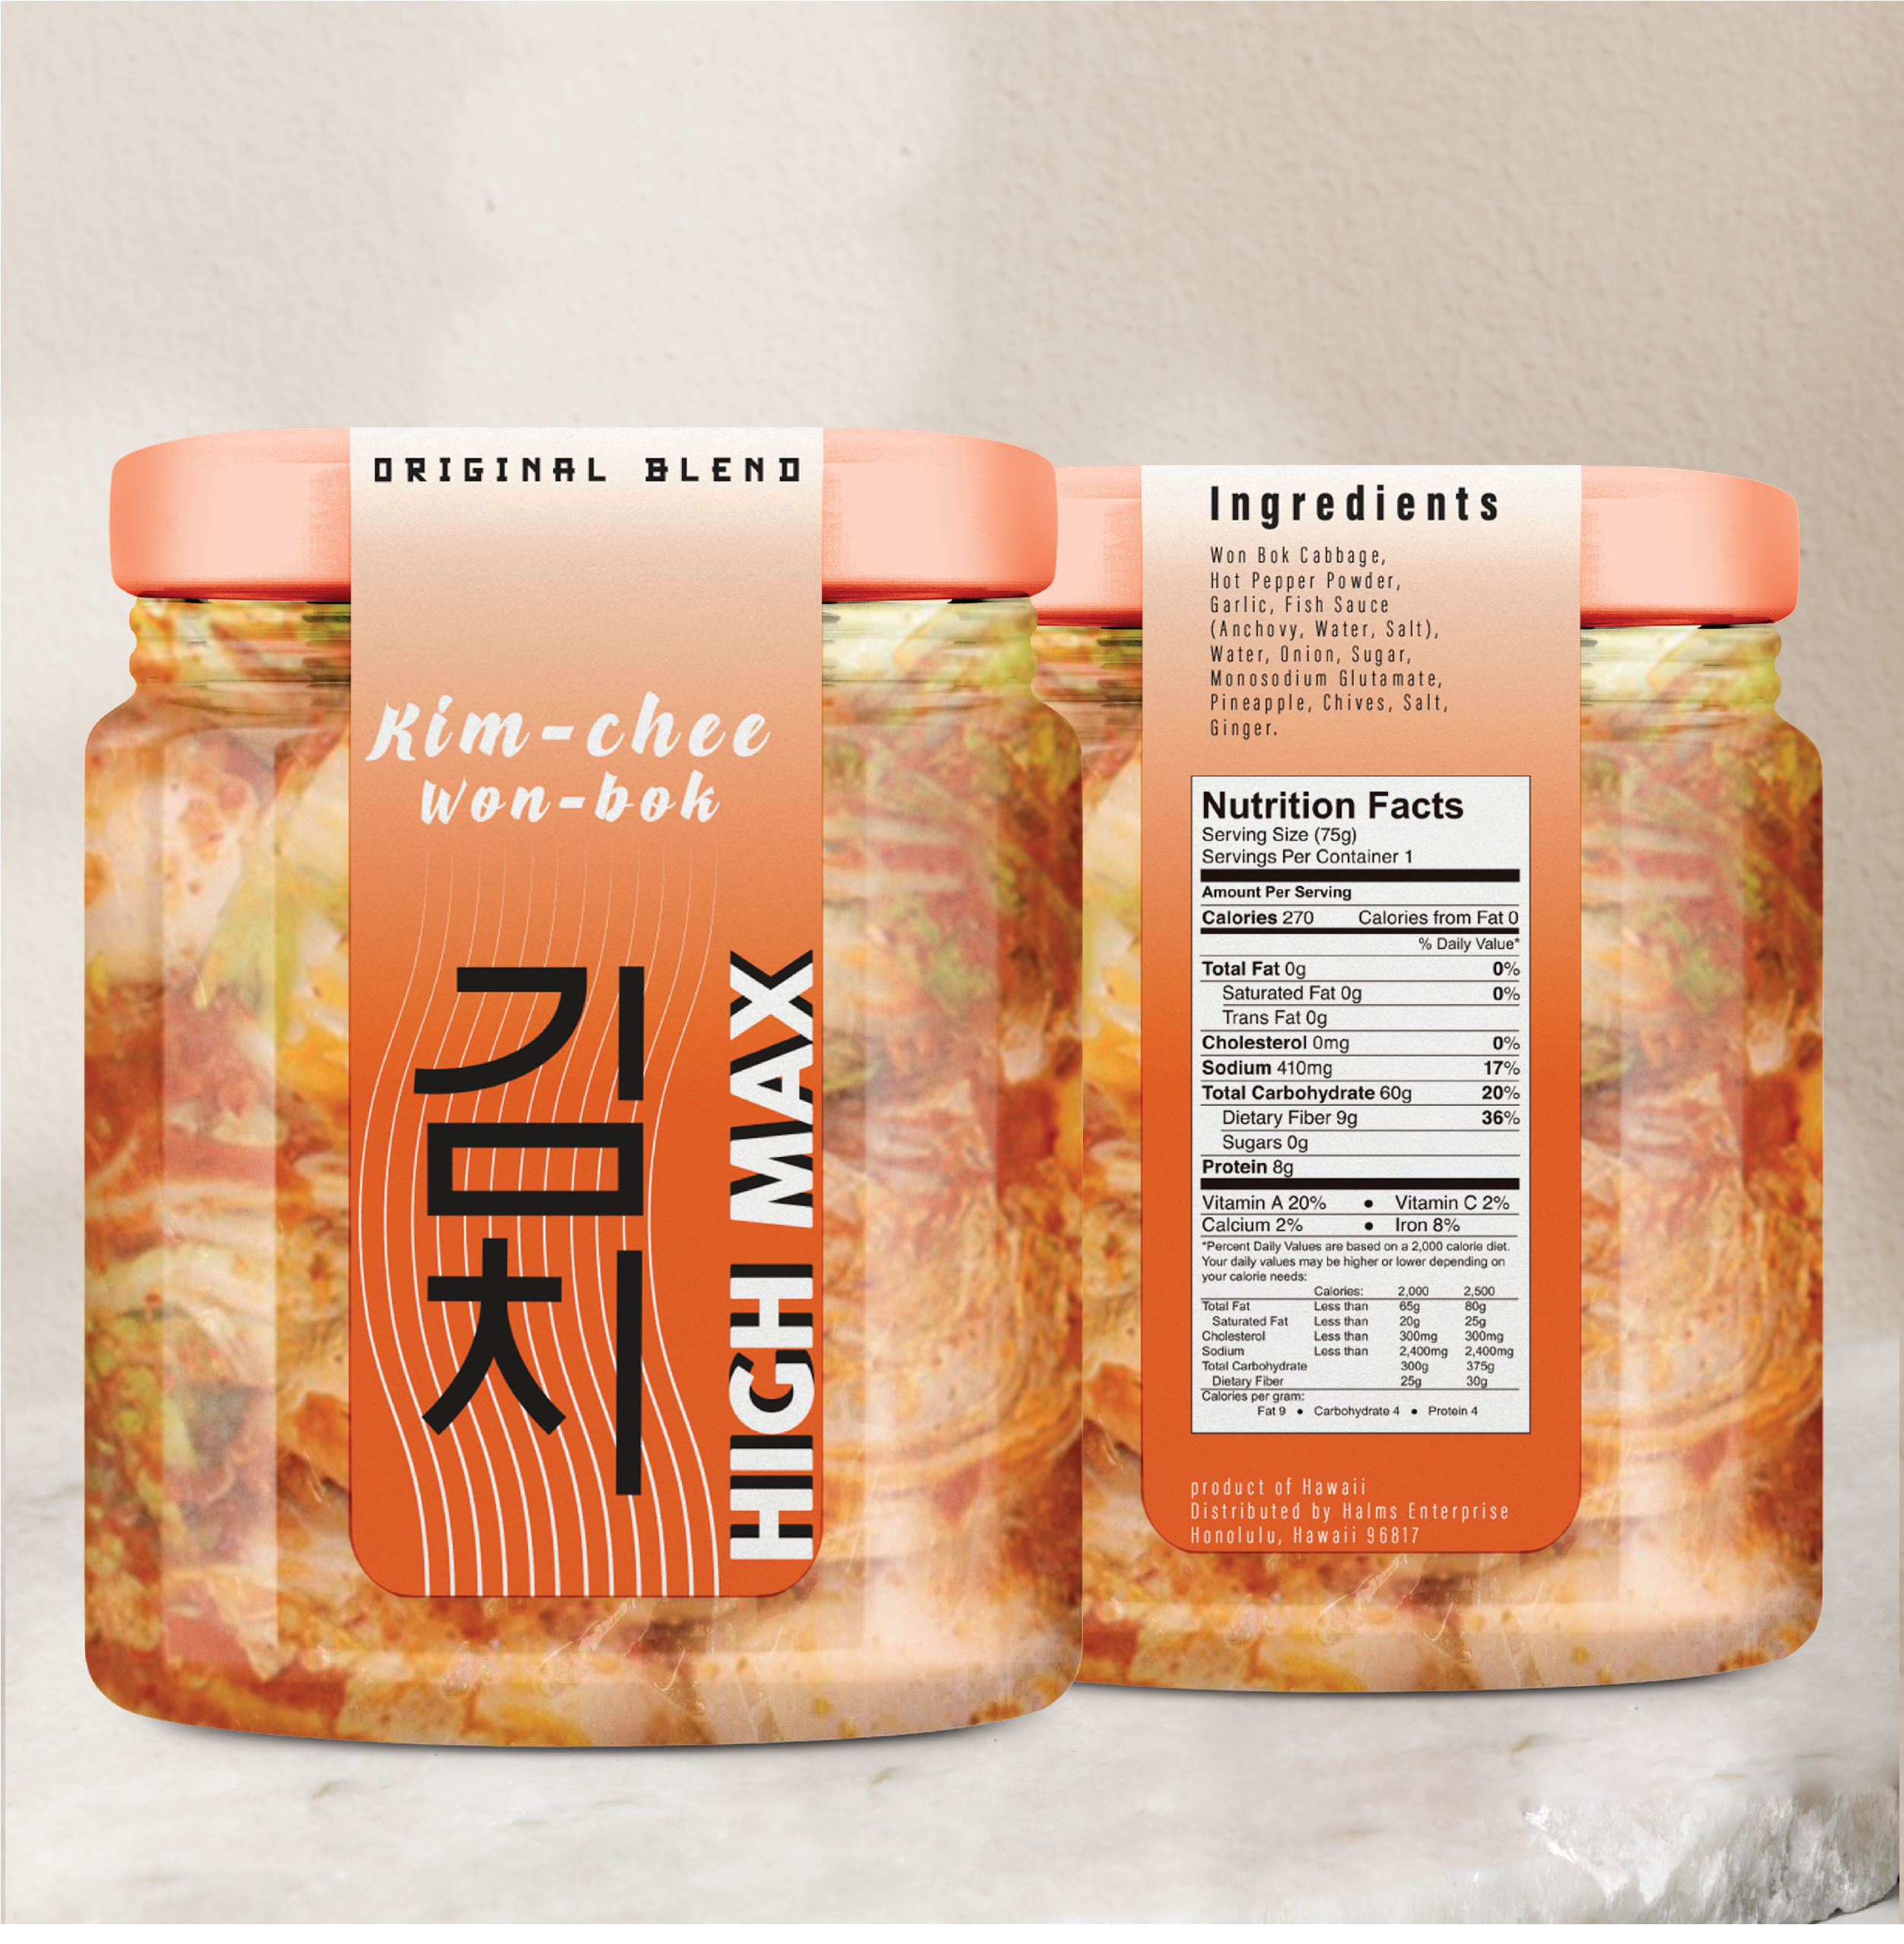 ORIGINAL BLEND
Kim-chee
Won-bok
김치
HIGH MAX
Ingredients
Won Bok Cabbage,
Hot Pepper Powder,
Garlic, Fish Sauce
(Anchovy, Water, Salt),
Water, Onion, Sugar,
Monosodium Glutamate,
Pineapple, Chives, Salt,
Ginger.
Nutrition Facts
Serving Size (75g)
Servings Per Container 1
Amount Per Serving
Calories 270 Calories from Fat 0
% Daily Value*
Total Fat 0g 0%
Saturated Fat 0g 0%
Trans Fat 0g
Cholesterol 0mg 0%
Sodium 410mg 17%
Total Carbohydrate 60g 20%
Dietary Fiber 9g 36%
Sugars 0g
Protein 8g
Vitamin A 20% • Vitamin C 2%
Calcium 2% • Iron 8%
*Percent Daily Values are based on a 2,000 calorie diet.
Your daily values may be higher or lower depending on
your calorie needs:
Calories: 2,000 2,500
Total Fat Less than 65g 80g
Saturated Fat Less than 20g 25g
Cholesterol Less than 300mg 300mg
Sodium Less than 2,400mg 2,400mg
Total Carbohydrate 300g 375g
Dietary Fiber 25g 30g
Calories per gram:
Fat 9 • Carbohydrate 4 • Protein 4
product of Hawaii
Distributed by Halms Enterprise
Honolulu, Hawaii 96817